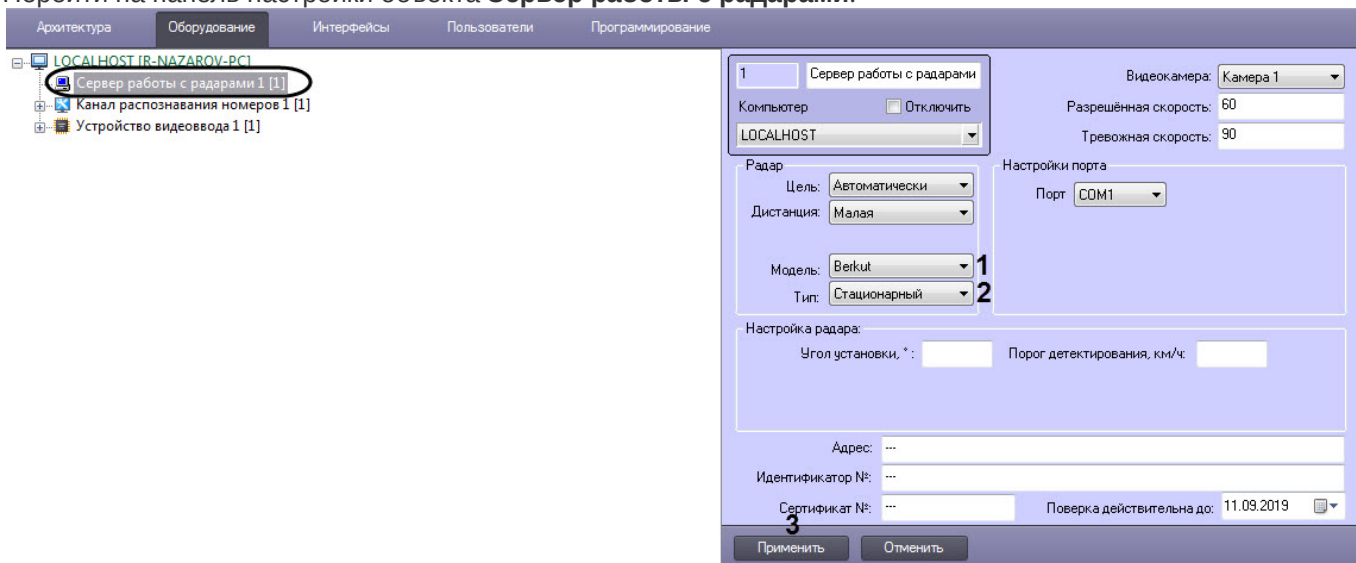 Перейти на панель настройки объекта Сервер работы с радарами.
Архитектура Оборудование Интерфейсы Пользователи Программирование
LOCALHOST [R-NAZAROV-PC]
Сервер работы с радарами 1 [1]
Канал распознавания номеров 1 [1]
Устройство видеоввода 1 [1]
1 Сервер работы с радарами Видеокамера: Камера 1
Компьютер Отключить Разрешённая скорость: 60
LOCALHOST Тревожная скорость: 90
Радар Настройки порта
Цель: Автоматически Порт COM1
Дистанция: Малая
Модель: Berkut 1
Тип: Стационарный 2
Настройка радара:
Угол установки, ° : Порог детектирования, км/ч:
Адрес: ---
Идентификатор №: ---
Сертификат №: --- Поверка действительна до: 11.09.2019
3
Применить Отменить